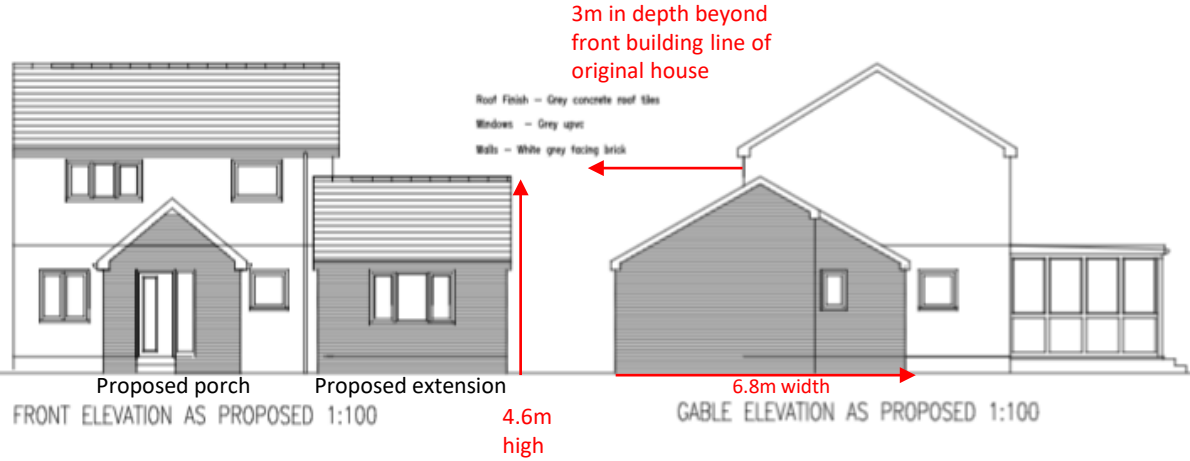 3m in depth beyond
front building line of
original house
Roof Finish – Grey concrete roof tiles
Windows – Grey upvc
Walls – White grey facing brick
Proposed porch
Proposed extension
6.8m width
FRONT ELEVATION AS PROPOSED 1:100
4.6m
high
GABLE ELEVATION AS PROPOSED 1:100